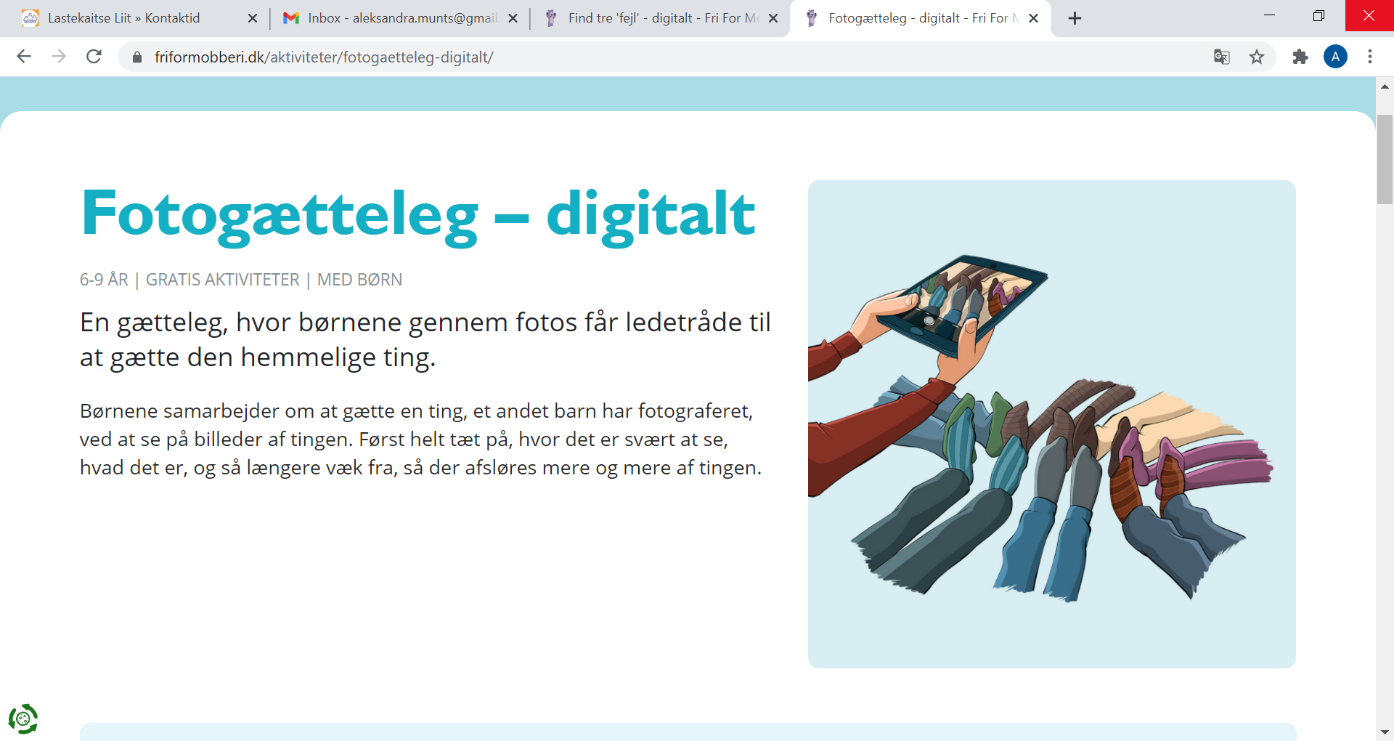 Lastekaitse Liit » Kontaktid
Inbox - aleksandra.munts@gmail
Find tre 'fejl' - digitalt - Fri For Mo
Fotogætteleg - digitalt - Fri For M
friformobberi.dk/aktiviteter/fotogaetteleg-digitalt/
A
Fotogætteleg – digitalt
6-9 ÅR | GRATIS AKTIVITETER | MED BØRN
En gætteleg, hvor børnene gennem fotos får ledetråde til
at gætte den hemmelige ting.
Børnene samarbejder om at gætte en ting, et andet barn har fotograferet,
ved at se på billeder af tingen. Først helt tæt på, hvor det er svært at se,
hvad det er, og så længere væk fra, så der afsløres mere og mere af tingen.